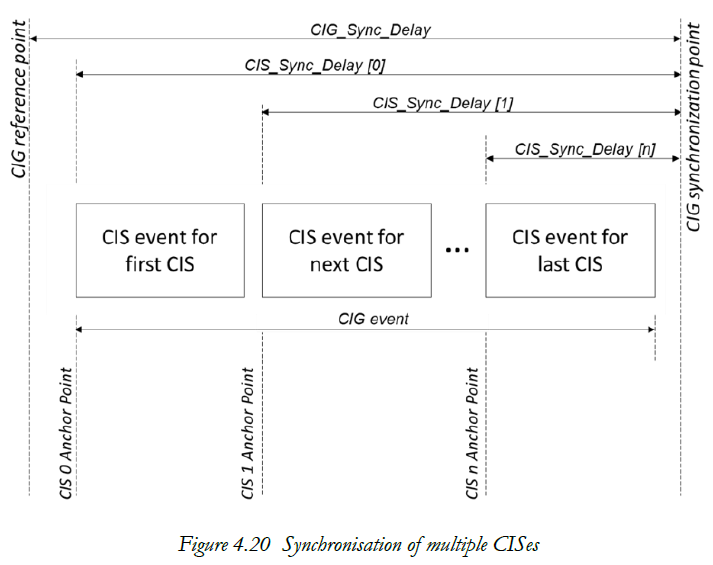 CIG_Sync_Delay
CIS_Sync_Delay [0]
CIS_Sync_Delay [1]
CIS_Sync_Delay [n]
CIG reference point
CIG synchronization point
CIS event for
first CIS
CIS event for
next CIS
...
CIS event for
last CIS
CIG event
CIS 0 Anchor Point
CIS 1 Anchor Point
CIS n Anchor Point
Figure 4.20 Synchronisation of multiple CISes